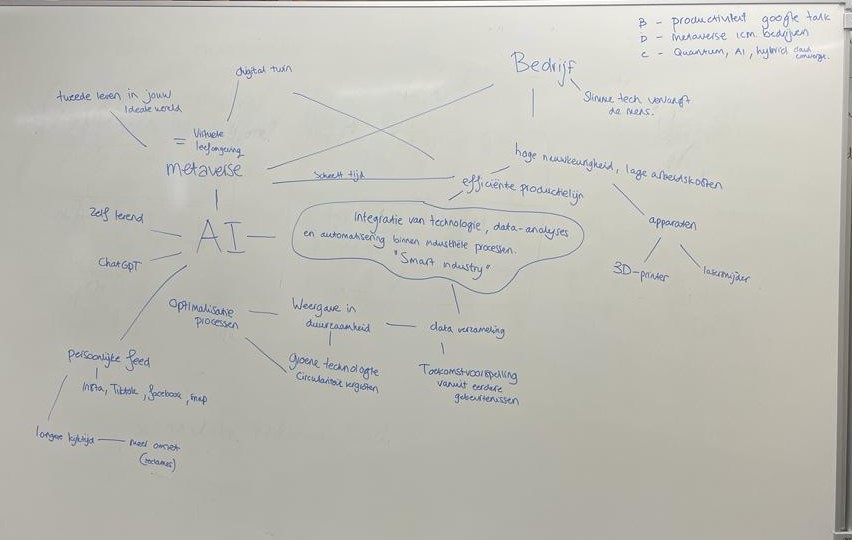 B - productiviteit google talk
D - Metaverse icm. bedrijven
C - Quantum, AI, hybrid cloud
converge.
Bedrijf
Slimme tech vervangt
de mens.
digital twin
tweede leven in jouw
Ideale wereld
= Virtuele
leefomgeving
metaverse
scheelt tijd
hoge nauwkeurigheid, lage arbeidskosten
efficiënte productielijn
apparaten
3D-printer
lasersnijder
Zelf lerend
AI
ChatGPT
Integratie van technologie, data-analyses
en automatisering binnen industriële processen.
"Smart industry"
Optimalisatie
processen
Weergave in
duurzaamheid
data verzameling
Groene technologie
Circulariteit vergroten
Toekomstvoorspelling
vanuit eerdere
gebeurtenissen
persoonlijke feed
Insta, Tiktok, facebook, snap
langere kijktijd
meer omzet
(reclames)